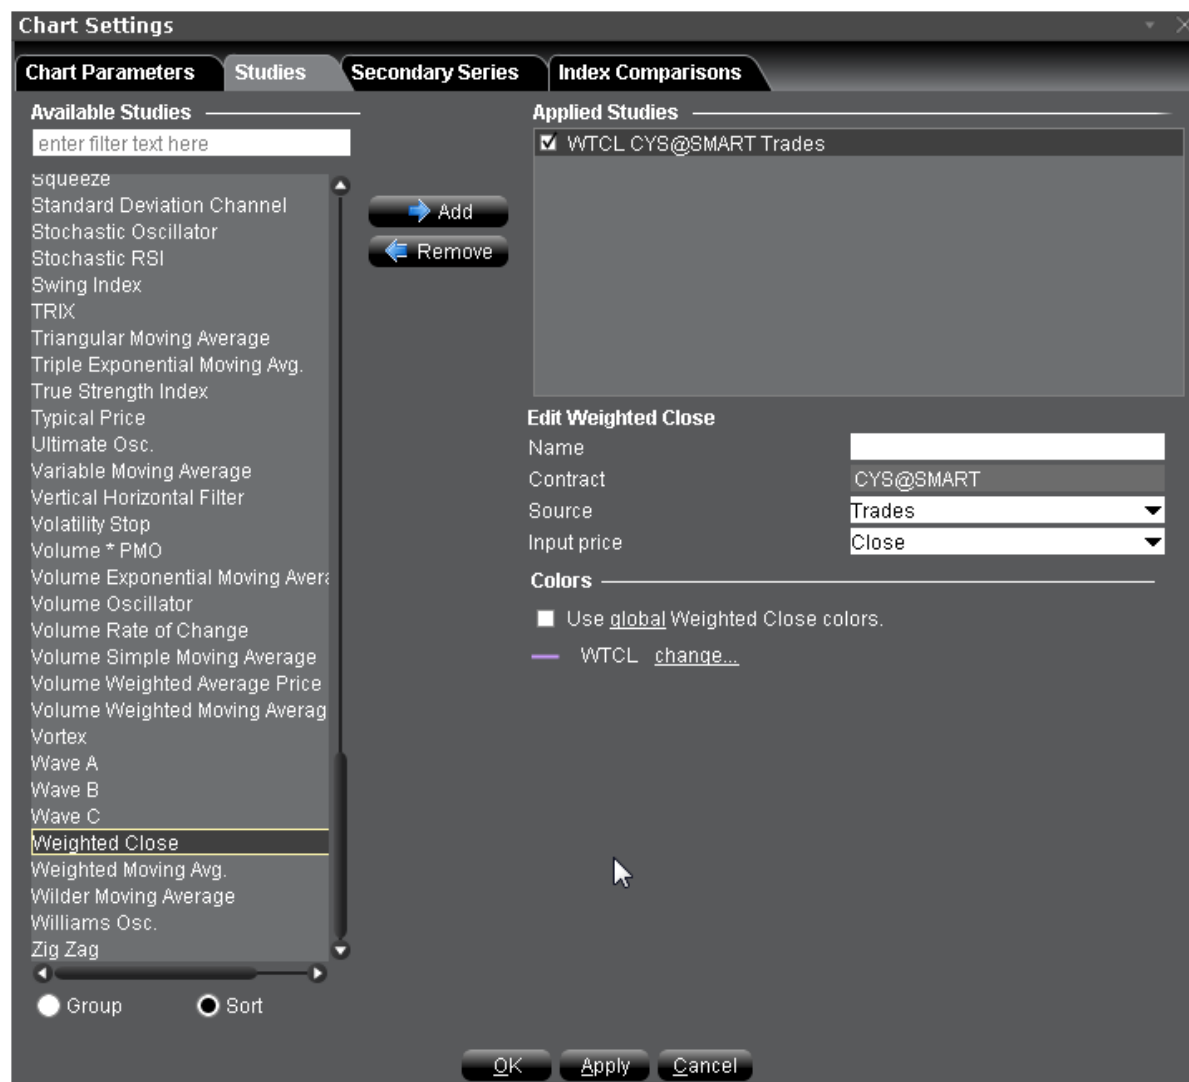 Chart Settings
Chart Parameters
Studies
Secondary Series
Index Comparisons
Available Studies
enter filter text here
Squeeze
Standard Deviation Channel
Stochastic Oscillator
Stochastic RSI
Swing Index
TRIX
Triangular Moving Average
Triple Exponential Moving Avg.
True Strength Index
Typical Price
Ultimate Osc.
Variable Moving Average
Vertical Horizontal Filter
Volatility Stop
Volume * PMO
Volume Exponential Moving Avera
Volume Oscillator
Volume Rate of Change
Volume Simple Moving Average
Volume Weighted Average Price
Volume Weighted Moving Averag
Vortex
Wave A
Wave B
Wave C
Weighted Close
Weighted Moving Avg.
Wilder Moving Average
Williams Osc.
Zig Zag
Group
Sort
Add
Remove
Applied Studies
WTCL CYS@SMART Trades
Edit Weighted Close
Name
Contract CYS@SMART
Source Trades
Input price Close
Colors
Use global Weighted Close colors.
WTCL change...
OK
Apply
Cancel